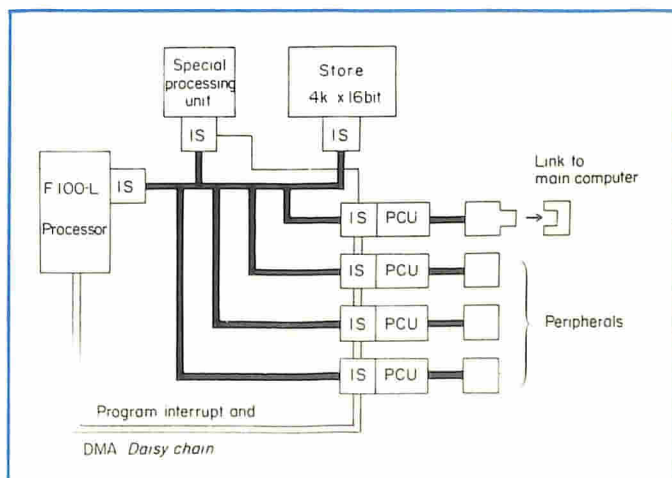 Special
processing
unit
Store
4k x 16bit
IS
IS
F100-L
Processor
IS
Link to
main computer
IS PCU
IS PCU
IS PCU
IS PCU
Peripherals
Program interrupt and
DMA Daisy chain